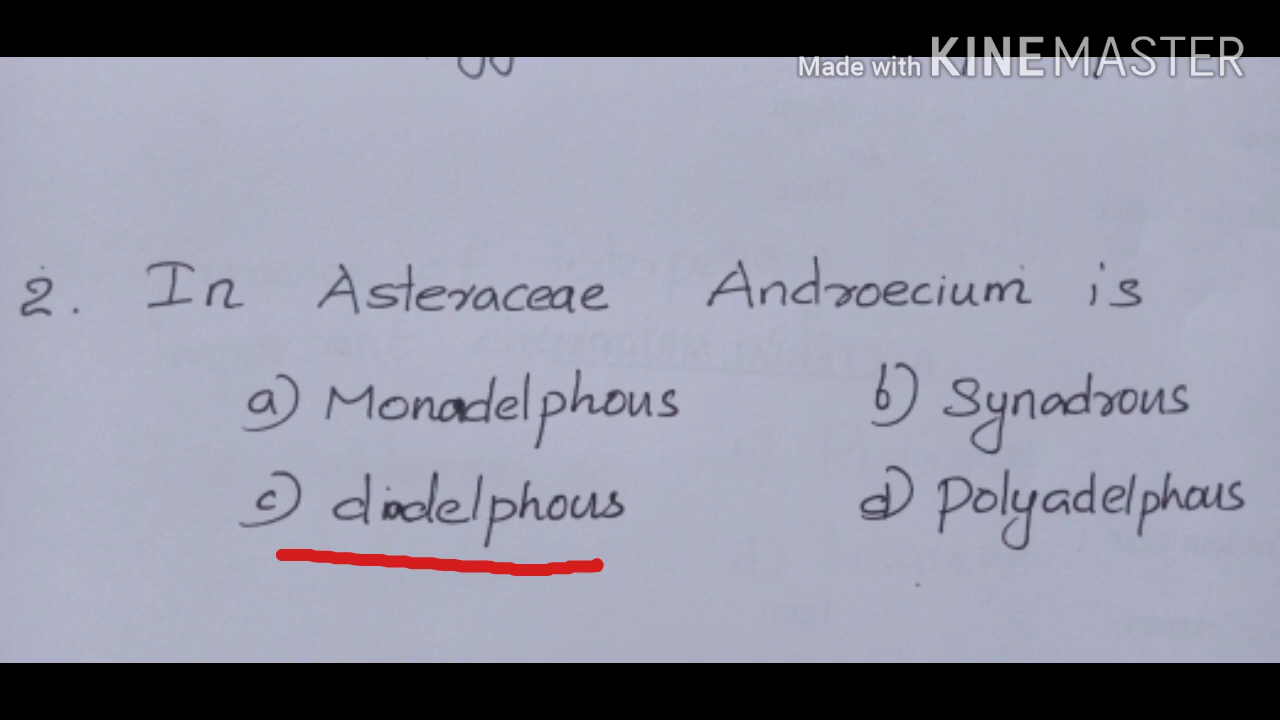 Made with KINEMASTER
2. In Asteraceae Androecium is
a) Monadelphous b) Synadrous
c) diadelphous d) Polyadelphous